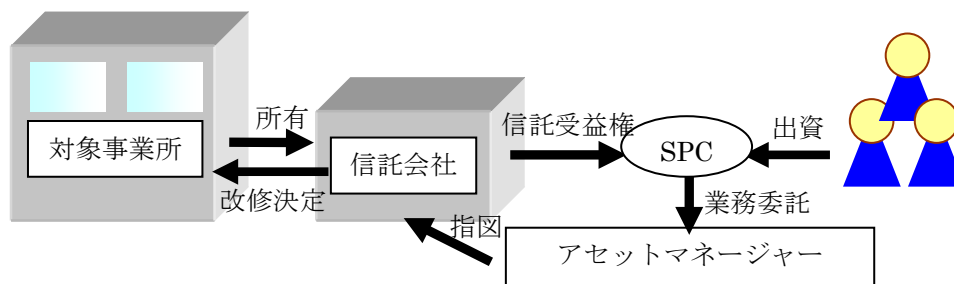 所有
信託受益権
出資
対象事業所
信託会社
SPC
改修決定
指図
業務委託
アセットマネージャー